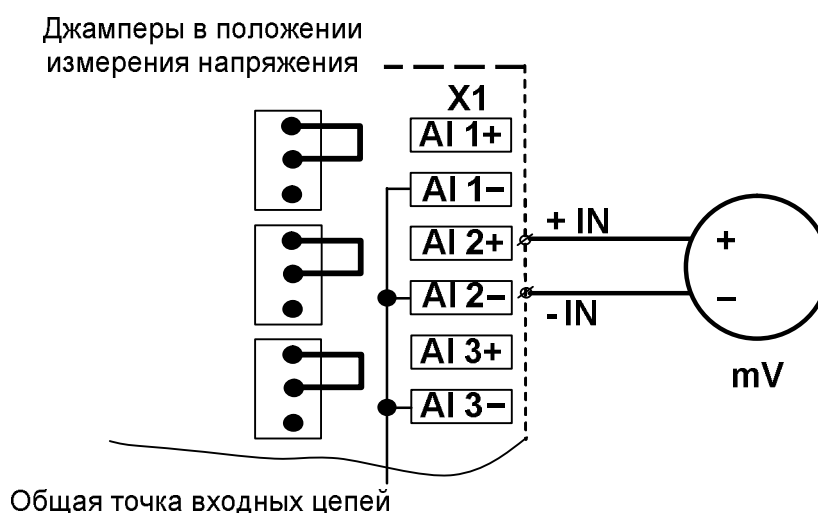 Джамперы в положении
измерения напряжения
X1
AI 1+
AI 1−
AI 2+
+ IN
+
AI 2−
−
- IN
AI 3+
mV
AI 3−
Общая точка входных цепей